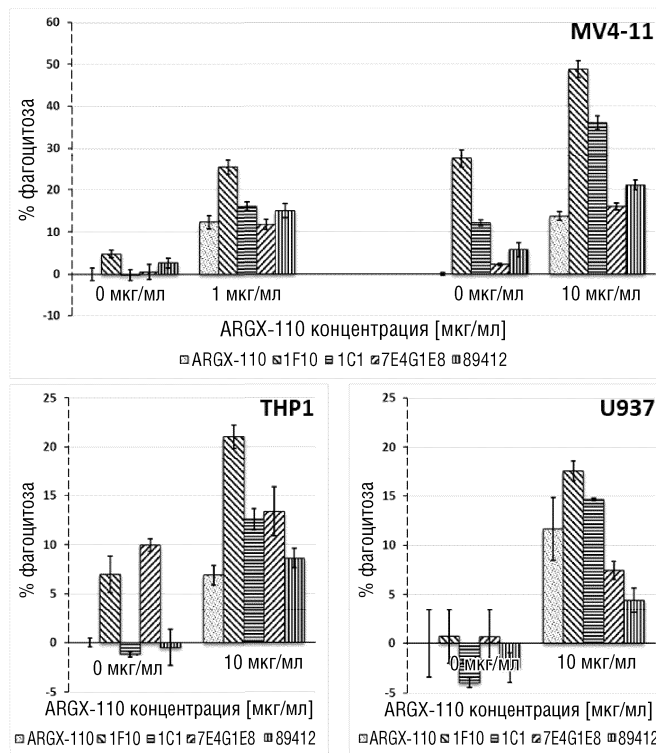 MV4-11
% фагоцитоза
60
50
40
30
20
10
0
-10
0 мкг/мл 1 мкг/мл 0 мкг/мл 10 мкг/мл
ARGX-110 концентрация [мкг/мл]
ARGX-110 1F10 1C1 7E4G1E8 89412
THP1
% фагоцитоза
25
20
15
10
5
0
-5
0 мкг/мл 10 мкг/мл
ARGX-110 концентрация [мкг/мл]
ARGX-110 1F10 1C1 7E4G1E8 89412
U937
% фагоцитоза
25
20
15
10
5
0
-5
0 мкг/мл 10 мкг/мл
ARGX-110 концентрация [мкг/мл]
ARGX-110 1F10 1C1 7E4G1E8 89412